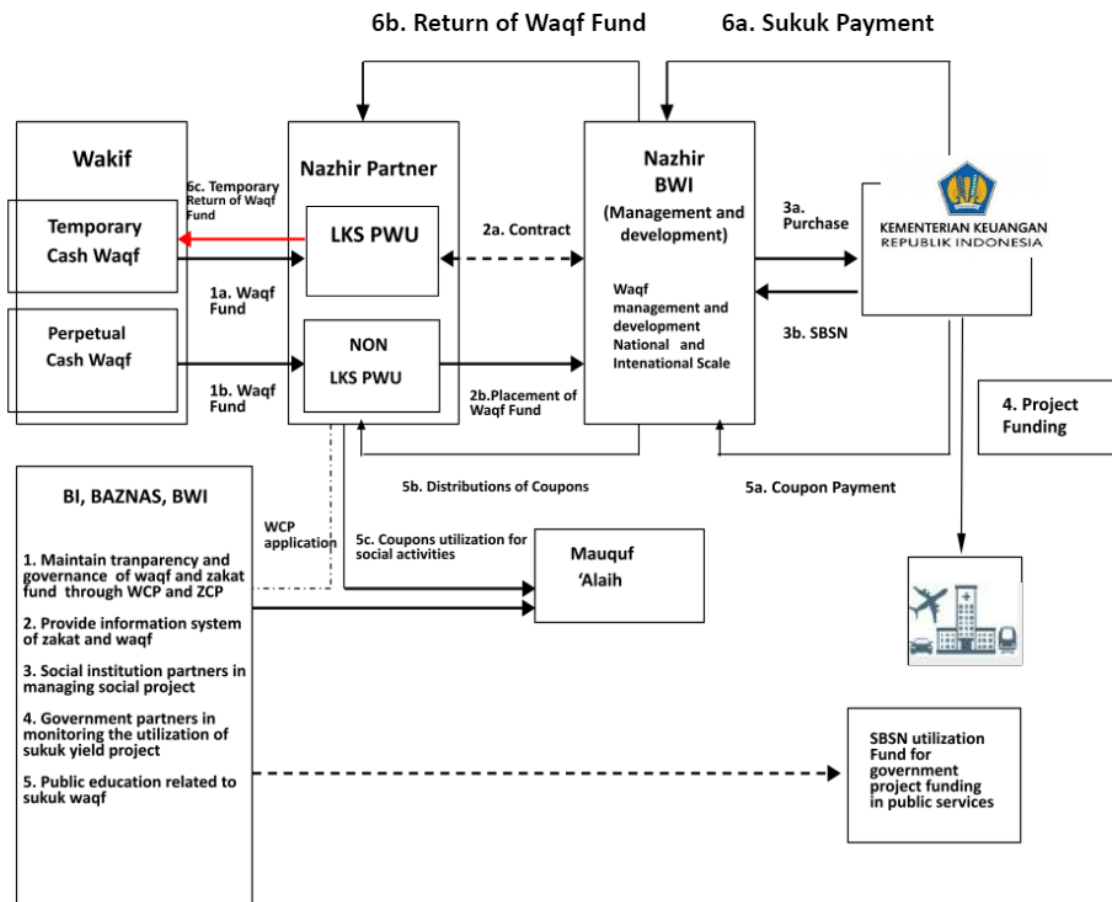 6b. Return of Waqf Fund
6a. Sukuk Payment
Wakif
Temporary
Cash Waqf
Perpetual
Cash Waqf
6c. Temporary
Return of Waqf
Fund
1a. Waqf
Fund
1b. Waqf
Fund
Nazhir Partner
LKS PWU
NON
LKS PWU
2a. Contract
2b.Placement of
Waqf Fund
Nazhir
BWI
(Management and
development)
Waqf
management and
development
National and
Intenational Scale
3a.
Purchase
3b. SBSN
KEMENTERIAN KEUANGAN
REPUBLIK INDONESIA
4. Project
Funding
5b. Distributions of Coupons
5a. Coupon Payment
BI, BAZNAS, BWI
1. Maintain tranparency and
governance of waqf and zakat
fund through WCP and ZCP
2. Provide information system
of zakat and waqf
3. Social institution partners in
managing social project
4. Government partners in
monitoring the utilization of
sukuk yield project
5. Public education related to
sukuk waqf
WCP
application
5c. Coupons utilization for
social activities
Mauquf
‘Alaih
SBSN utilization
Fund for
government
project funding
in public services